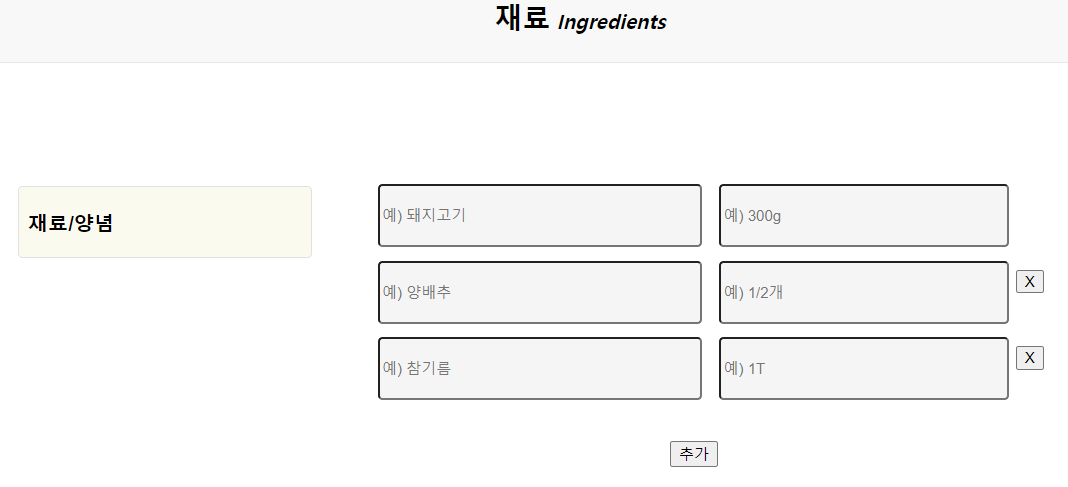 재료 Ingredients
재료/양념
예) 돼지고기 예) 300g
예) 양배추 예) 1/2개 X
예) 참기름 예) 1T X
추가